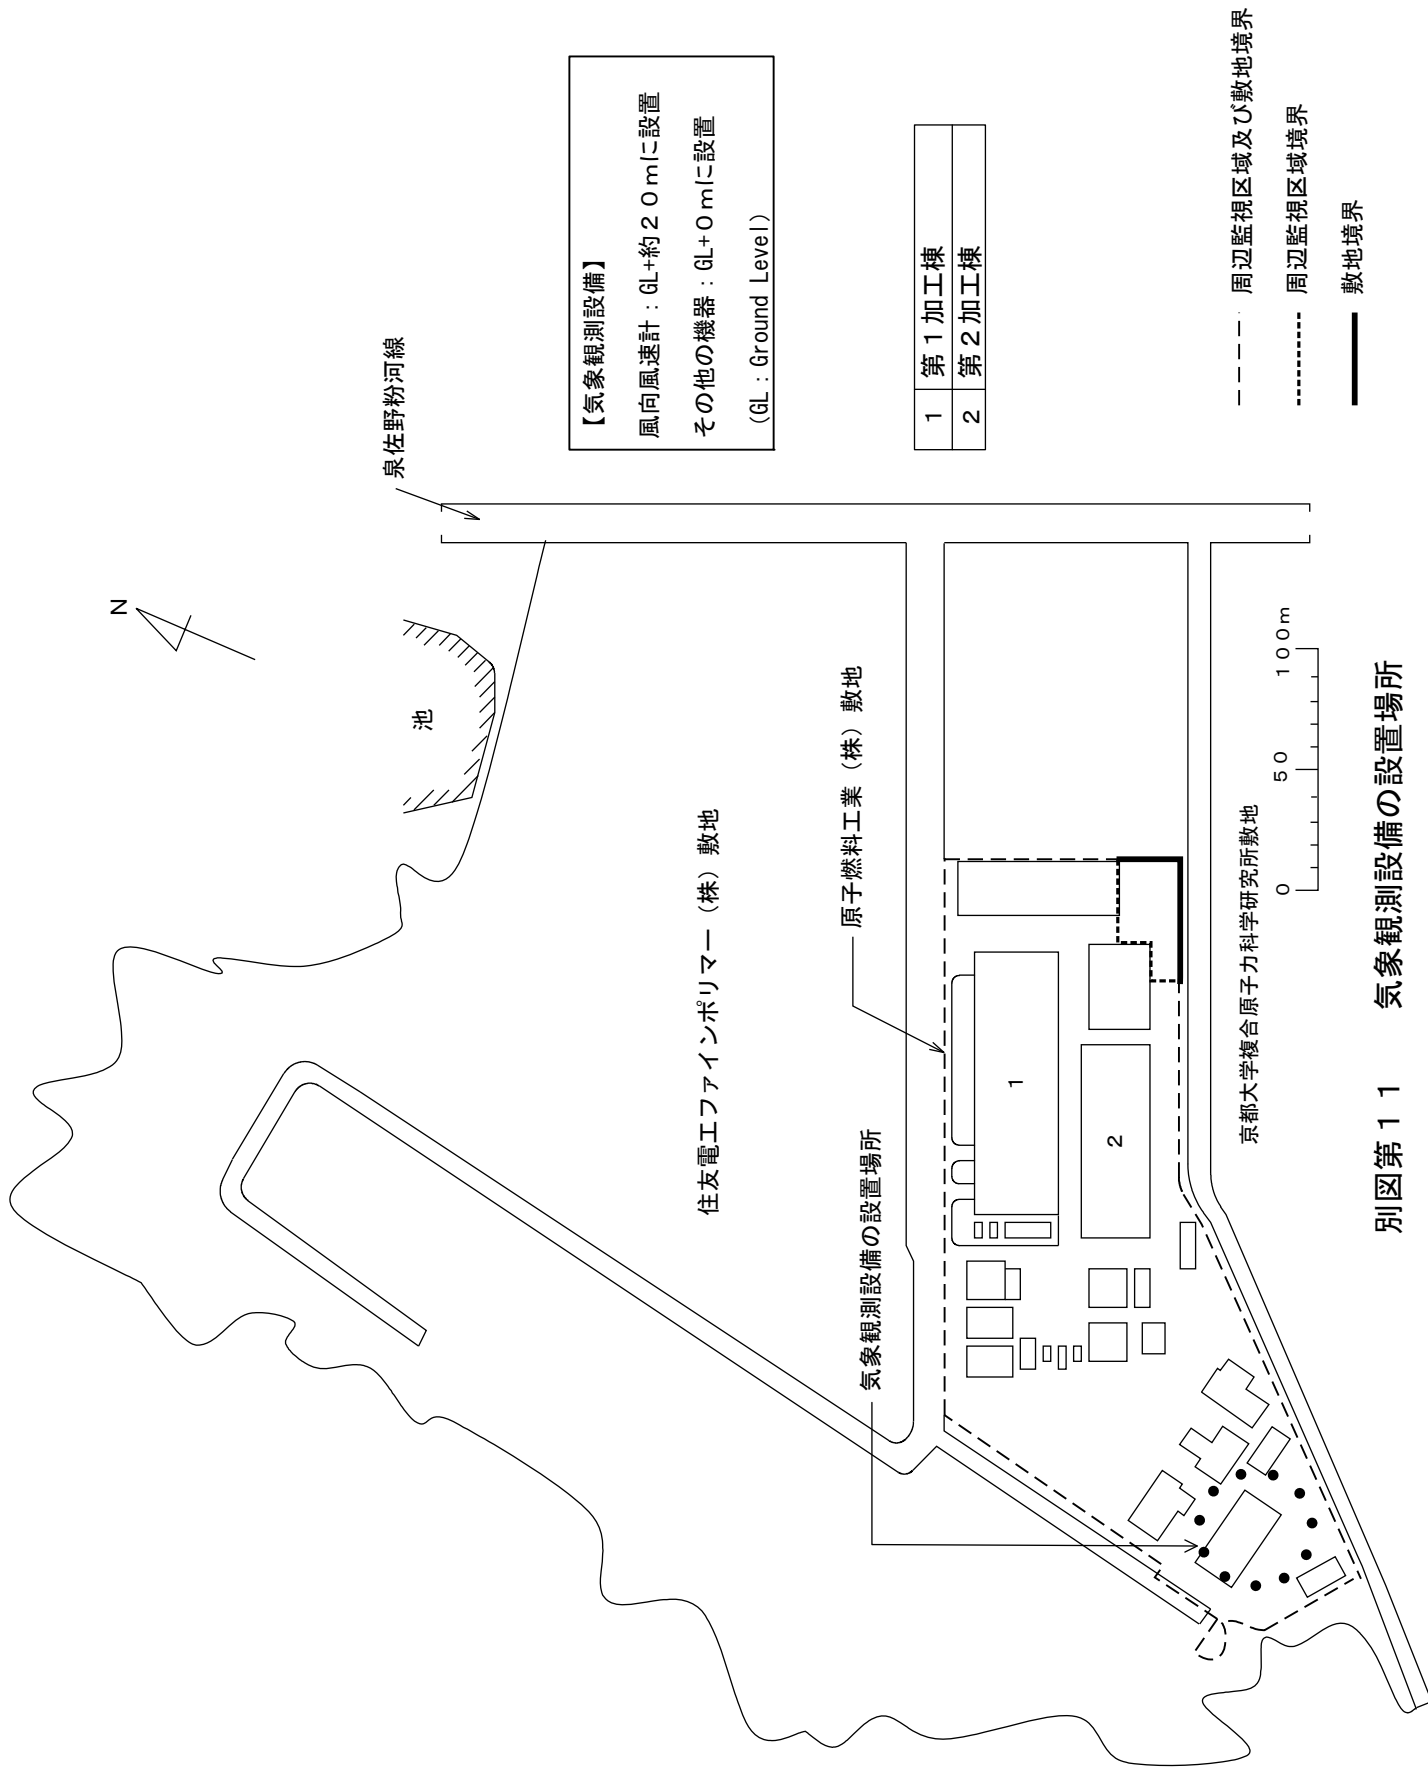 N
泉佐野粉河線
池
【気象観測設備】
風向風速計：GL+約２０ｍに設置
その他の機器：GL+０ｍに設置
(GL：Ground Level)
1 第１加工棟
2 第２加工棟
住友電工ファインポリマー（株）敷地
原子燃料工業（株）敷地
気象観測設備の設置場所
1
2
京都大学複合原子力科学研究所敷地
0 50 100m
周辺監視区域及び敷地境界
周辺監視区域境界
敷地境界
別図第１１　気象観測設備の設置場所